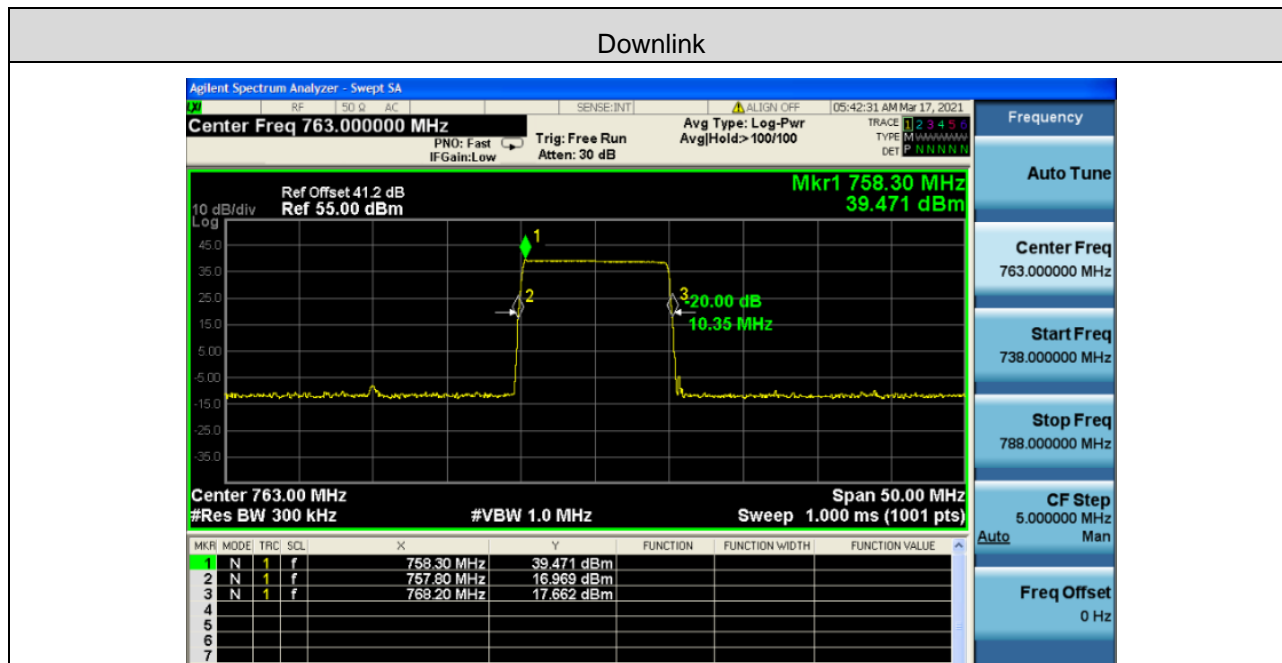 Downlink
Agilent Spectrum Analyzer - Swept SA
RF 50 Ω AC SENSE:INT ALIGN OFF 05:42:31 AM Mar 17, 2021
Center Freq 763.000000 MHz
PNO: Fast
IFGain:Low
Trig: Free Run
Atten: 30 dB
Avg Type: Log-Pwr
Avg|Hold:> 100/100
TRACE 1 2 3 4 5 6
TYPE M W W W W W
DET P N N N N N
Mkr1 758.30 MHz
39.471 dBm
Ref Offset 41.2 dB
10 dB/div Ref 55.00 dBm
Log
45.0
35.0
25.0
15.0
5.00
-5.00
-15.0
-25.0
-35.0
1
2
3
-20.00 dB
10.35 MHz
Center 763.00 MHz Span 50.00 MHz
#Res BW 300 kHz #VBW 1.0 MHz Sweep 1.000 ms (1001 pts)
MKR MODE TRC SCL X Y FUNCTION FUNCTION WIDTH FUNCTION VALUE
1 N 1 f 758.30 MHz 39.471 dBm
2 N 1 f 757.80 MHz 16.969 dBm
3 N 1 f 768.20 MHz 17.662 dBm
4
5
6
7
Frequency
Auto Tune
Center Freq
763.000000 MHz
Start Freq
738.000000 MHz
Stop Freq
788.000000 MHz
CF Step
5.000000 MHz
Auto Man
Freq Offset
0 Hz